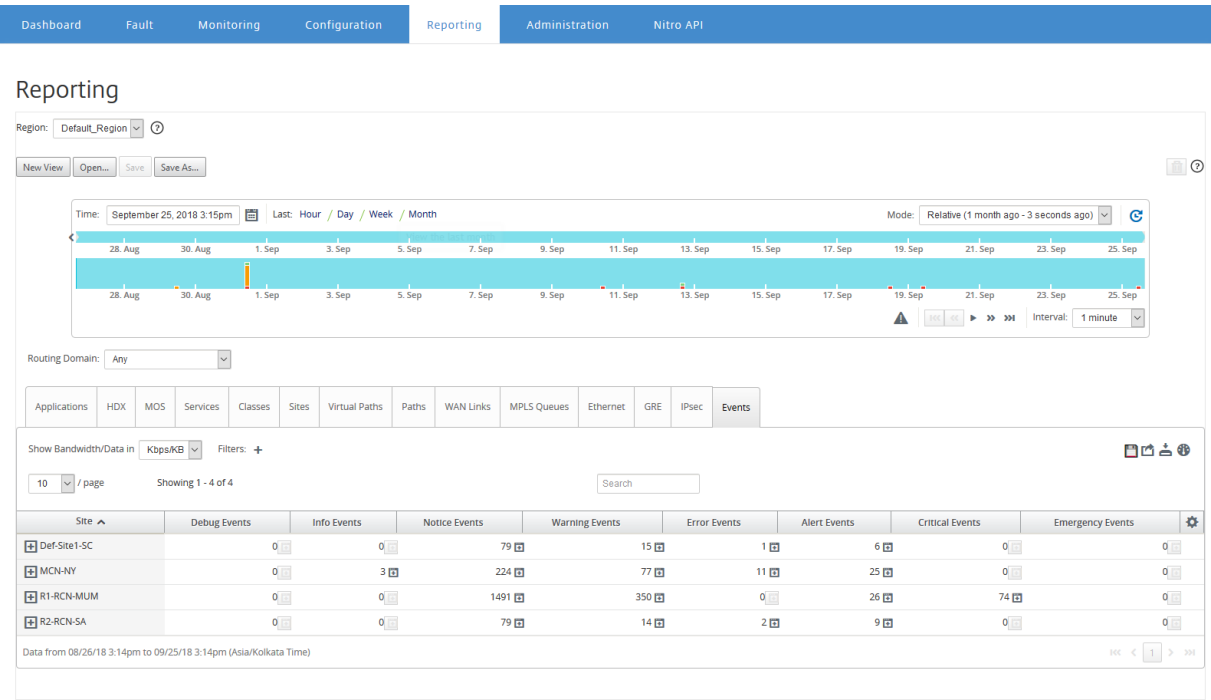 Dashboard Fault Monitoring Configuration Reporting Administration Nitro API
Reporting
Region: Default_Region ?
New View Open... Save Save As... ?
Time: September 25, 2018 3:15pm Last: Hour / Day / Week / Month Mode: Relative (1 month ago - 3 seconds ago)
28. Aug 30. Aug 1. Sep 3. Sep 5. Sep 7. Sep 9. Sep 11. Sep 13. Sep 15. Sep 17. Sep 19. Sep 21. Sep 23. Sep 25. Sep
28. Aug 30. Aug 1. Sep 3. Sep 5. Sep 7. Sep 9. Sep 11. Sep 13. Sep 15. Sep 17. Sep 19. Sep 21. Sep 23. Sep 25. Sep
Interval: 1 minute
Routing Domain: Any
Applications HDX MOS Services Classes Sites Virtual Paths Paths WAN Links MPLS Queues Ethernet GRE IPsec Events
Show Bandwidth/Data in Kbps/KB Filters: +
10 / page Showing 1 - 4 of 4 Search
Site Debug Events Info Events Notice Events Warning Events Error Events Alert Events Critical Events Emergency Events
Def-Site1-SC 0 0 79 15 1 6 0 0
MCN-NY 0 3 224 77 11 25 0 0
R1-RCN-MUM 0 0 1491 350 0 26 74 0
R2-RCN-SA 0 0 79 14 2 9 0 0
Data from 08/26/18 3:14pm to 09/25/18 3:14pm (Asia/Kolkata Time) 1